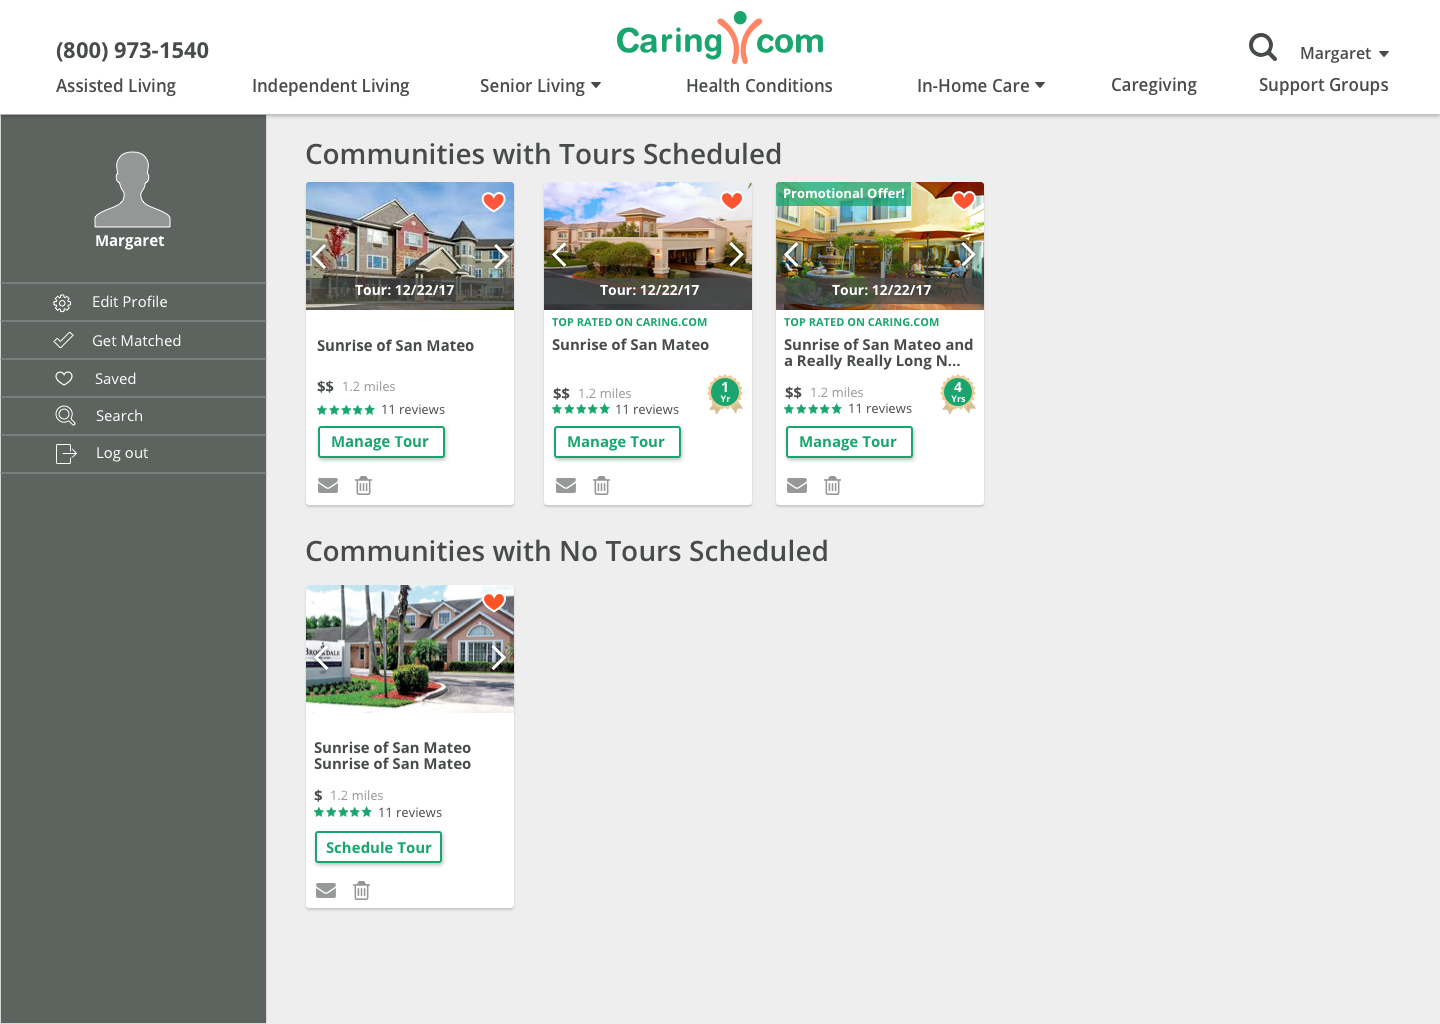 (800) 973-1540
Caring.com
Margaret
Assisted Living
Independent Living
Senior Living
Health Conditions
In-Home Care
Caregiving
Support Groups
Margaret
Edit Profile
Get Matched
Saved
Search
Log out
Communities with Tours Scheduled
Tour: 12/22/17
Sunrise of San Mateo
$$ 1.2 miles
11 reviews
Manage Tour
Tour: 12/22/17
TOP RATED ON CARING.COM
Sunrise of San Mateo
$$ 1.2 miles
1
Yr
11 reviews
Manage Tour
Promotional Offer!
Tour: 12/22/17
TOP RATED ON CARING.COM
Sunrise of San Mateo and
a Really Really Long N...
$$ 1.2 miles
4
Yrs
11 reviews
Manage Tour
Communities with No Tours Scheduled
Sunrise of San Mateo
Sunrise of San Mateo
$ 1.2 miles
11 reviews
Schedule Tour